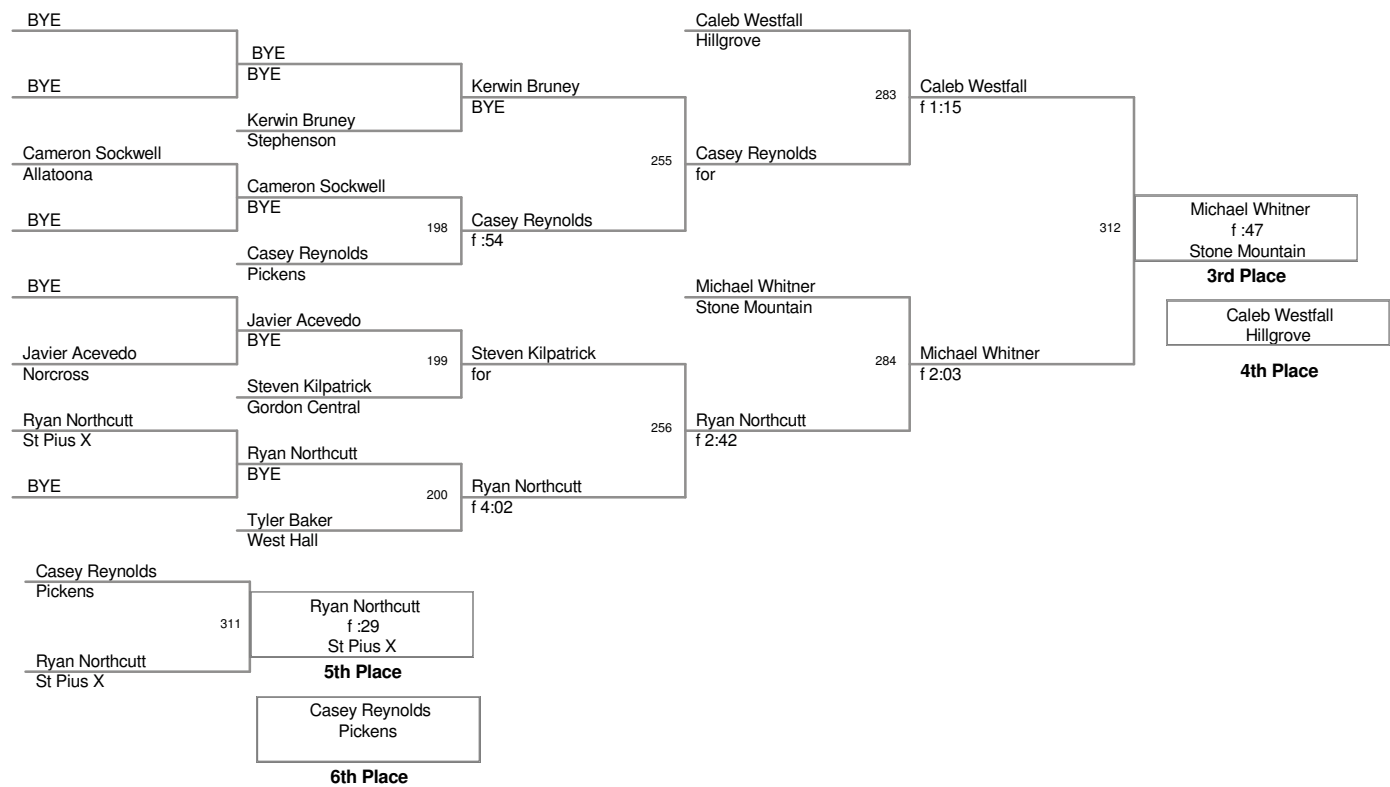 BYE
BYE
BYE
BYE
Kerwin Bruney
Stephenson
Kerwin Bruney
BYE
Cameron Sockwell
Allatoona
BYE
Cameron Sockwell
BYE
198
Casey Reynolds
Pickens
Casey Reynolds
f :54
255
Caleb Westfall
Hillgrove
283
Casey Reynolds
for
Caleb Westfall
f 1:15
BYE
Javier Acevedo
Norcross
Javier Acevedo
BYE
199
Steven Kilpatrick
Gordon Central
Steven Kilpatrick
for
Ryan Northcutt
St Pius X
BYE
Ryan Northcutt
BYE
200
Tyler Baker
West Hall
Ryan Northcutt
f 4:02
256
Michael Whitner
Stone Mountain
284
Ryan Northcutt
f 2:42
Michael Whitner
f 2:03
312
Michael Whitner
f :47
Stone Mountain
3rd Place
Caleb Westfall
Hillgrove
4th Place
Casey Reynolds
Pickens
311
Ryan Northcutt
St Pius X
Ryan Northcutt
f :29
St Pius X
5th Place
Casey Reynolds
Pickens
6th Place